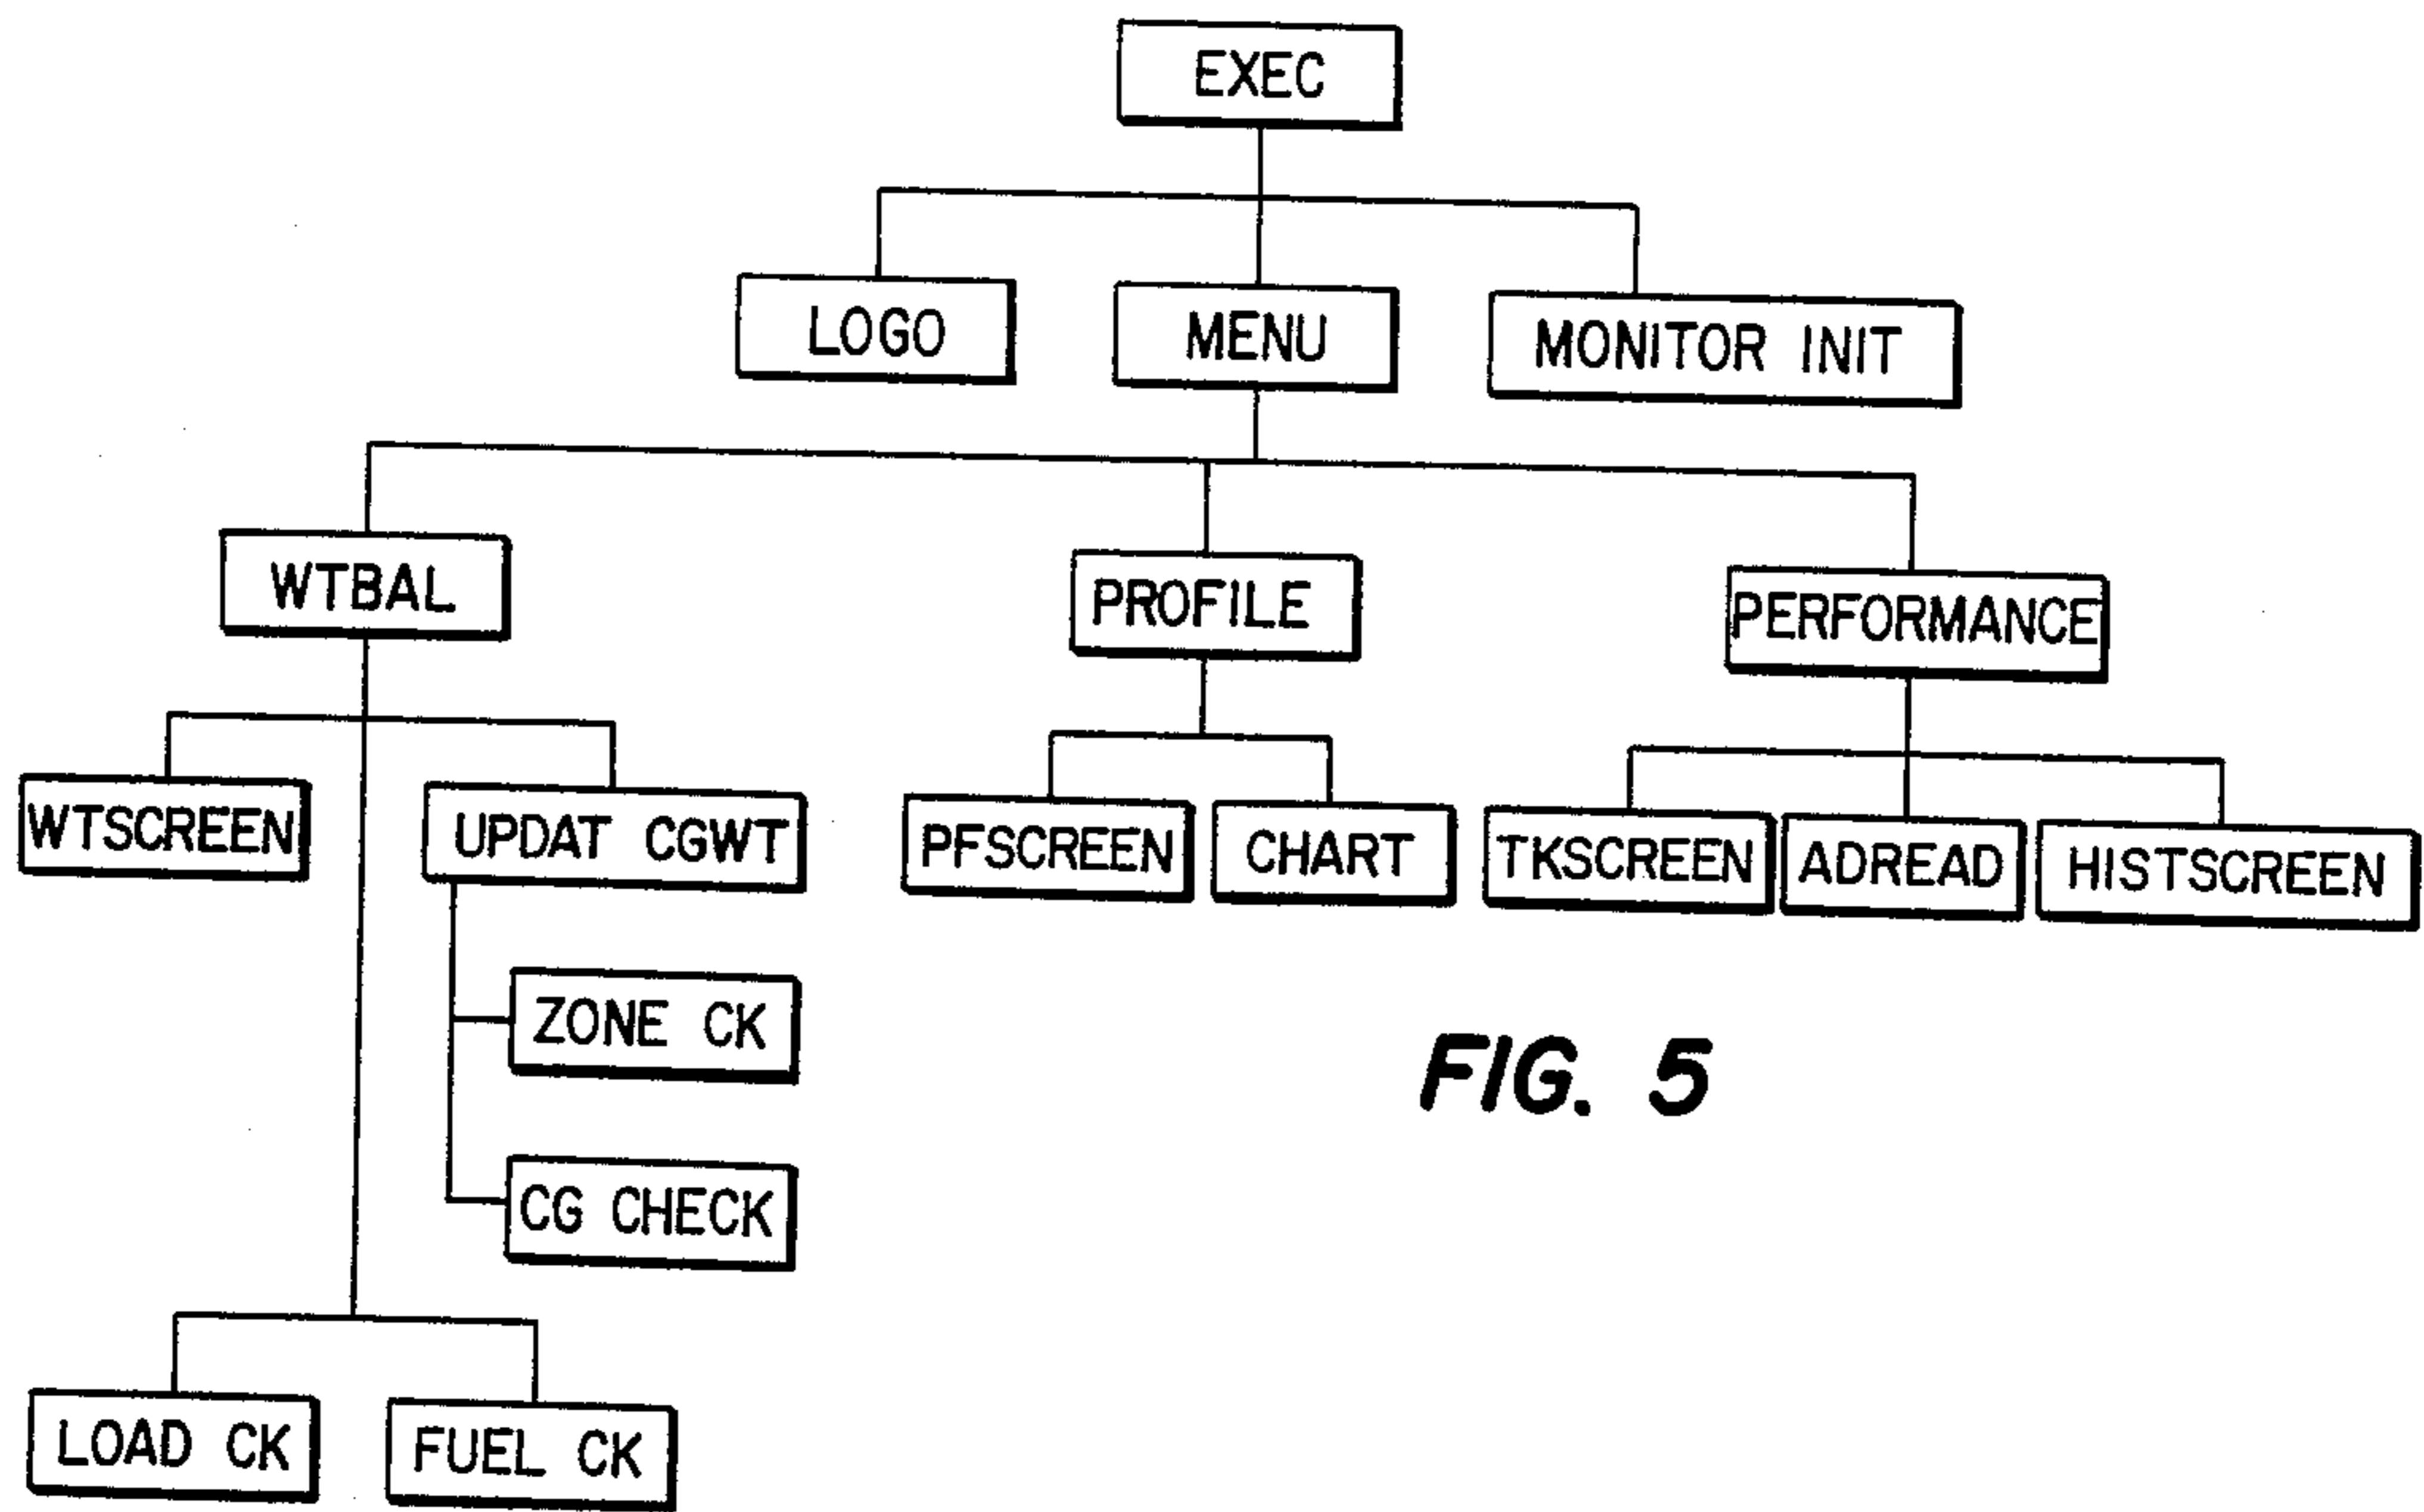 EXEC
LOGO
MENU
MONITOR INIT
WTBAL
PROFILE
PERFORMANCE
WTSCREEN
UPDAT CGWT
PFSCREEN
CHART
TKSCREEN
ADREAD
HISTSCREEN
ZONE CK
CG CHECK
FIG. 5
LOAD CK
FUEL CK